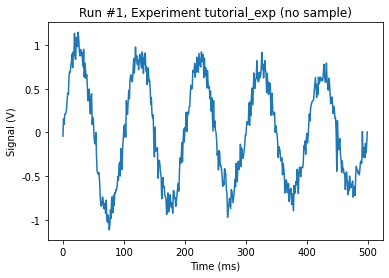 Run #1, Experiment tutorial_exp (no sample)
1
0.5
0
-0.5
-1
Signal (V)
0 100 200 300 400 500
Time (ms)